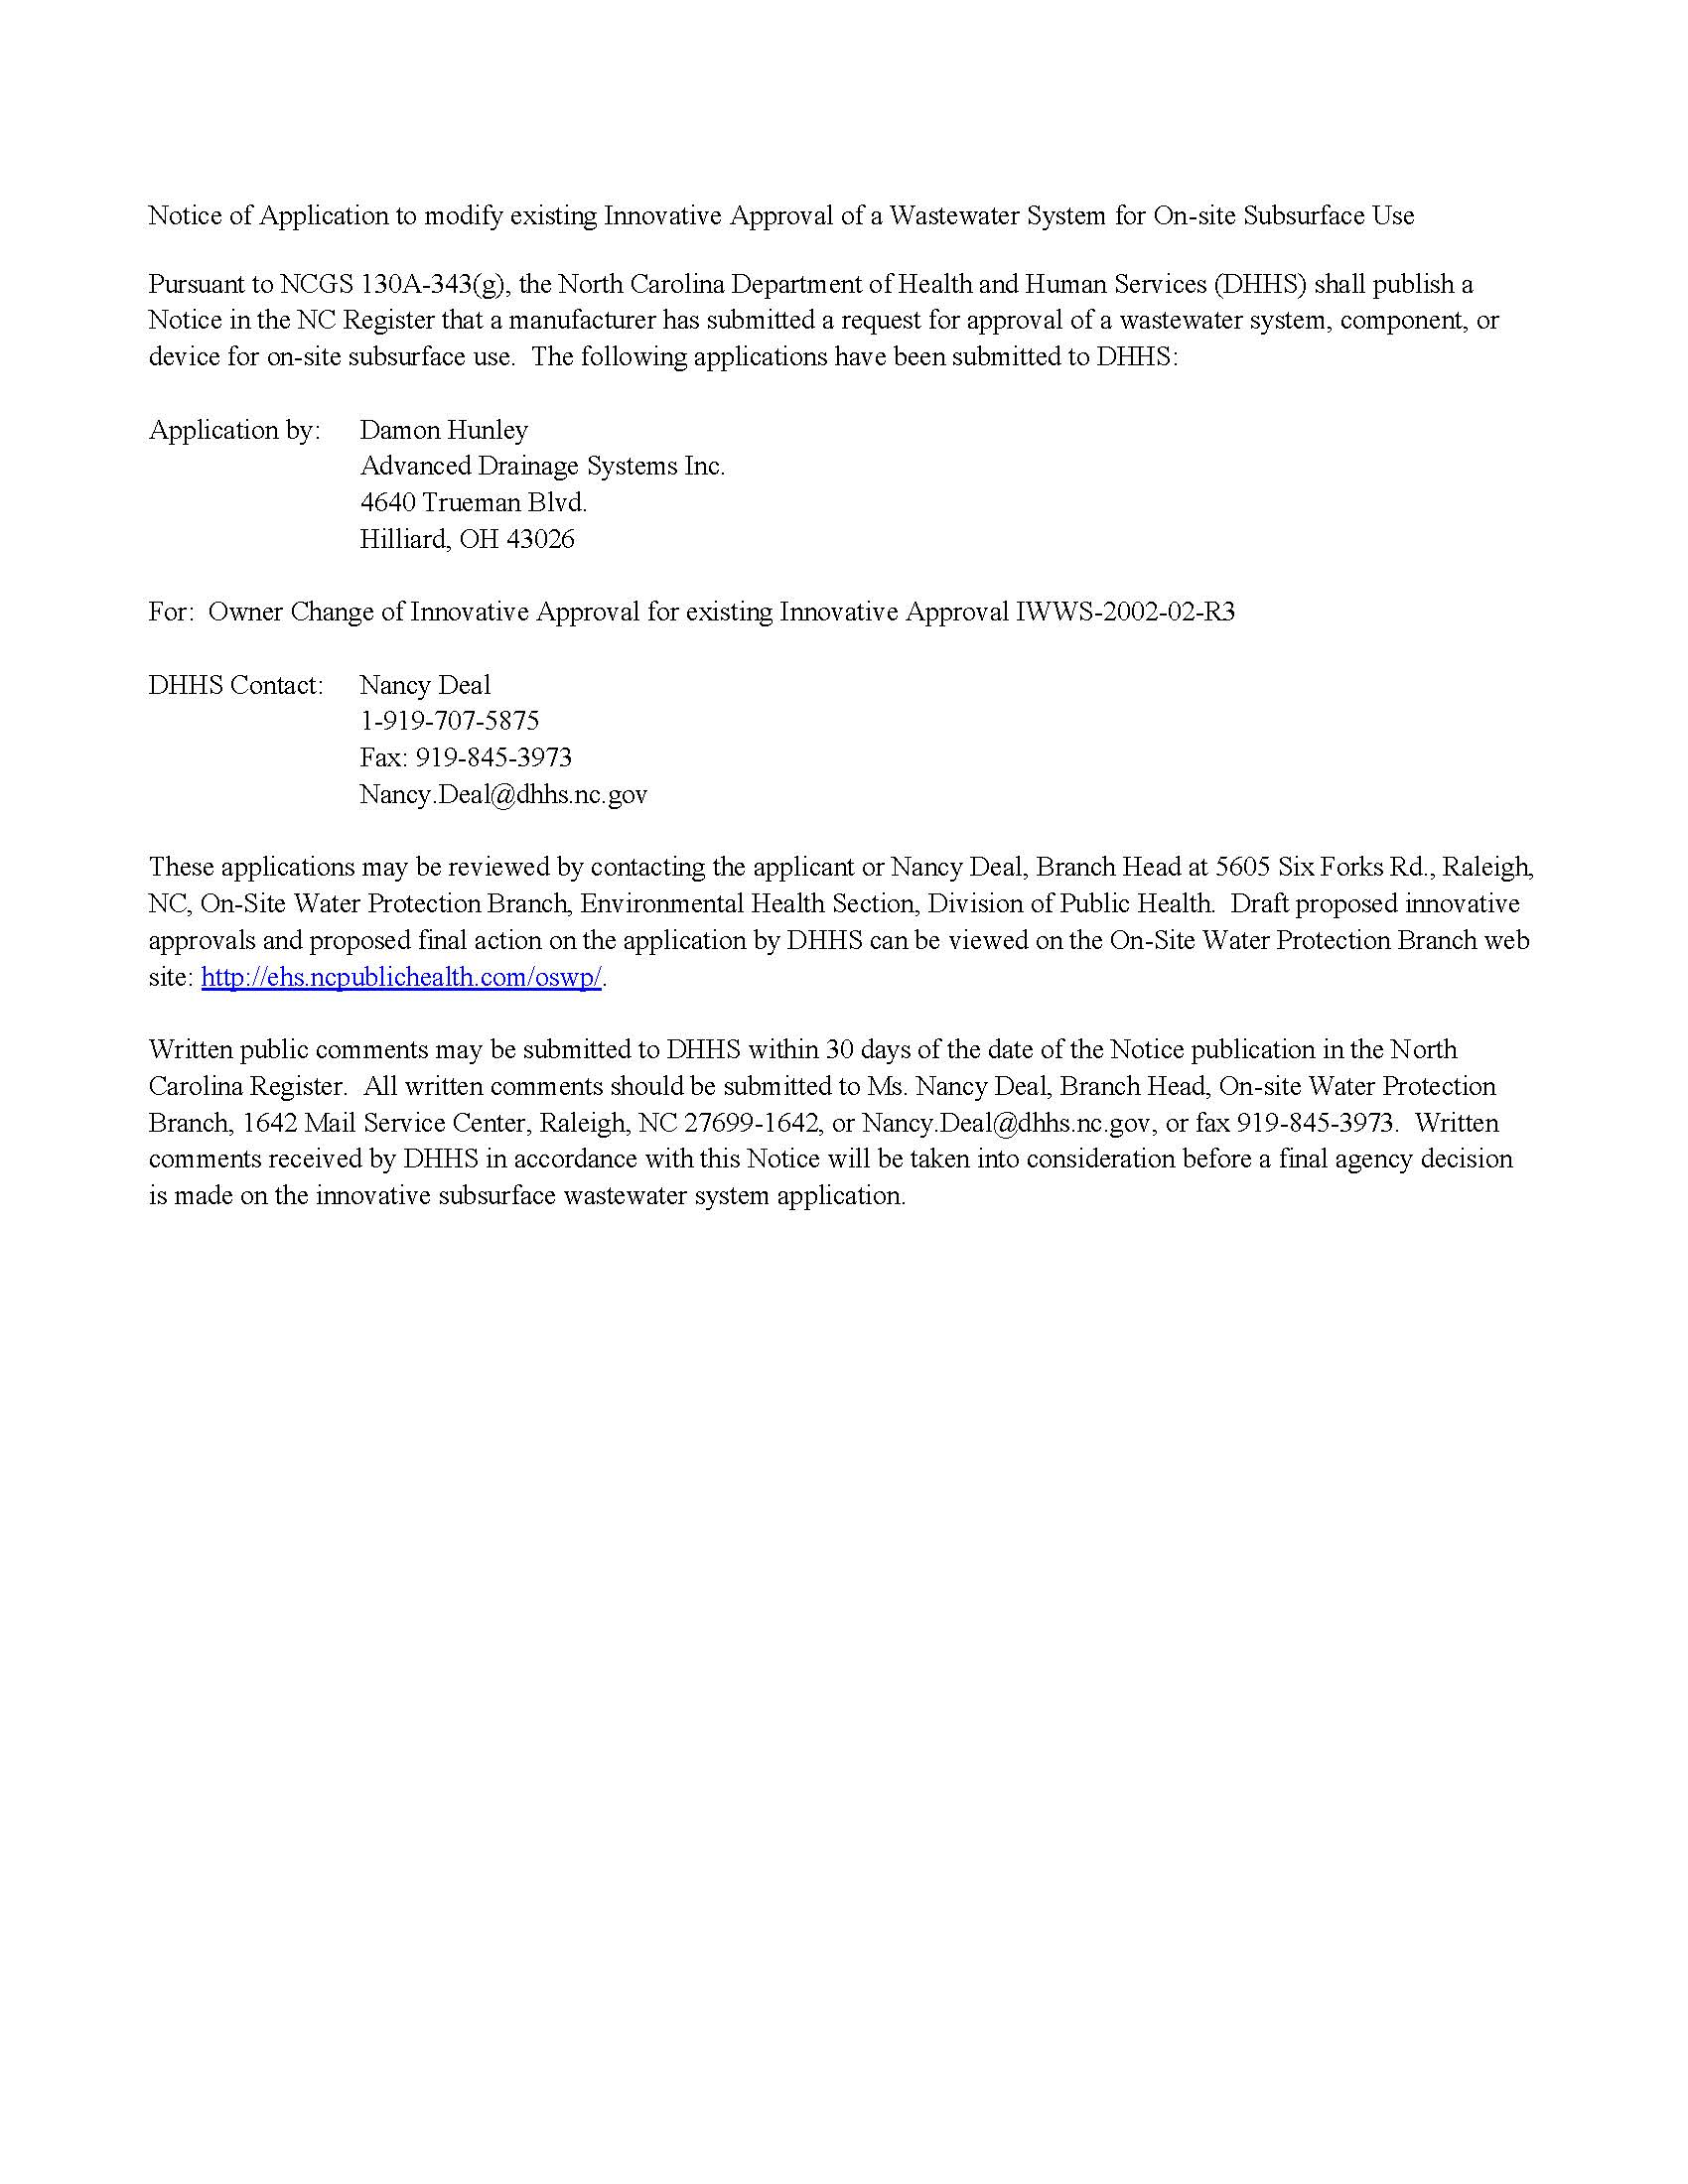 Notice of Application to modify existing Innovative Approval of a Wastewater System for On-site Subsurface Use
Pursuant to NCGS 130A-343(g), the North Carolina Department of Health and Human Services (DHHS) shall publish a
Notice in the NC Register that a manufacturer has submitted a request for approval of a wastewater system, component, or
device for on-site subsurface use.  The following applications have been submitted to DHHS:
Application by: Damon Hunley
Advanced Drainage Systems Inc.
4640 Trueman Blvd.
Hilliard, OH 43026
For:  Owner Change of Innovative Approval for existing Innovative Approval IWWS-2002-02-R3
DHHS Contact: Nancy Deal
1-919-707-5875
Fax: 919-845-3973
Nancy.Deal@dhhs.nc.gov
These applications may be reviewed by contacting the applicant or Nancy Deal, Branch Head at 5605 Six Forks Rd., Raleigh,
NC, On-Site Water Protection Branch, Environmental Health Section, Division of Public Health.  Draft proposed innovative
approvals and proposed final action on the application by DHHS can be viewed on the On-Site Water Protection Branch web
site: http://ehs.ncpublichealth.com/oswp/.
Written public comments may be submitted to DHHS within 30 days of the date of the Notice publication in the North
Carolina Register.  All written comments should be submitted to Ms. Nancy Deal, Branch Head, On-site Water Protection
Branch, 1642 Mail Service Center, Raleigh, NC 27699-1642, or Nancy.Deal@dhhs.nc.gov, or fax 919-845-3973.  Written
comments received by DHHS in accordance with this Notice will be taken into consideration before a final agency decision
is made on the innovative subsurface wastewater system application.